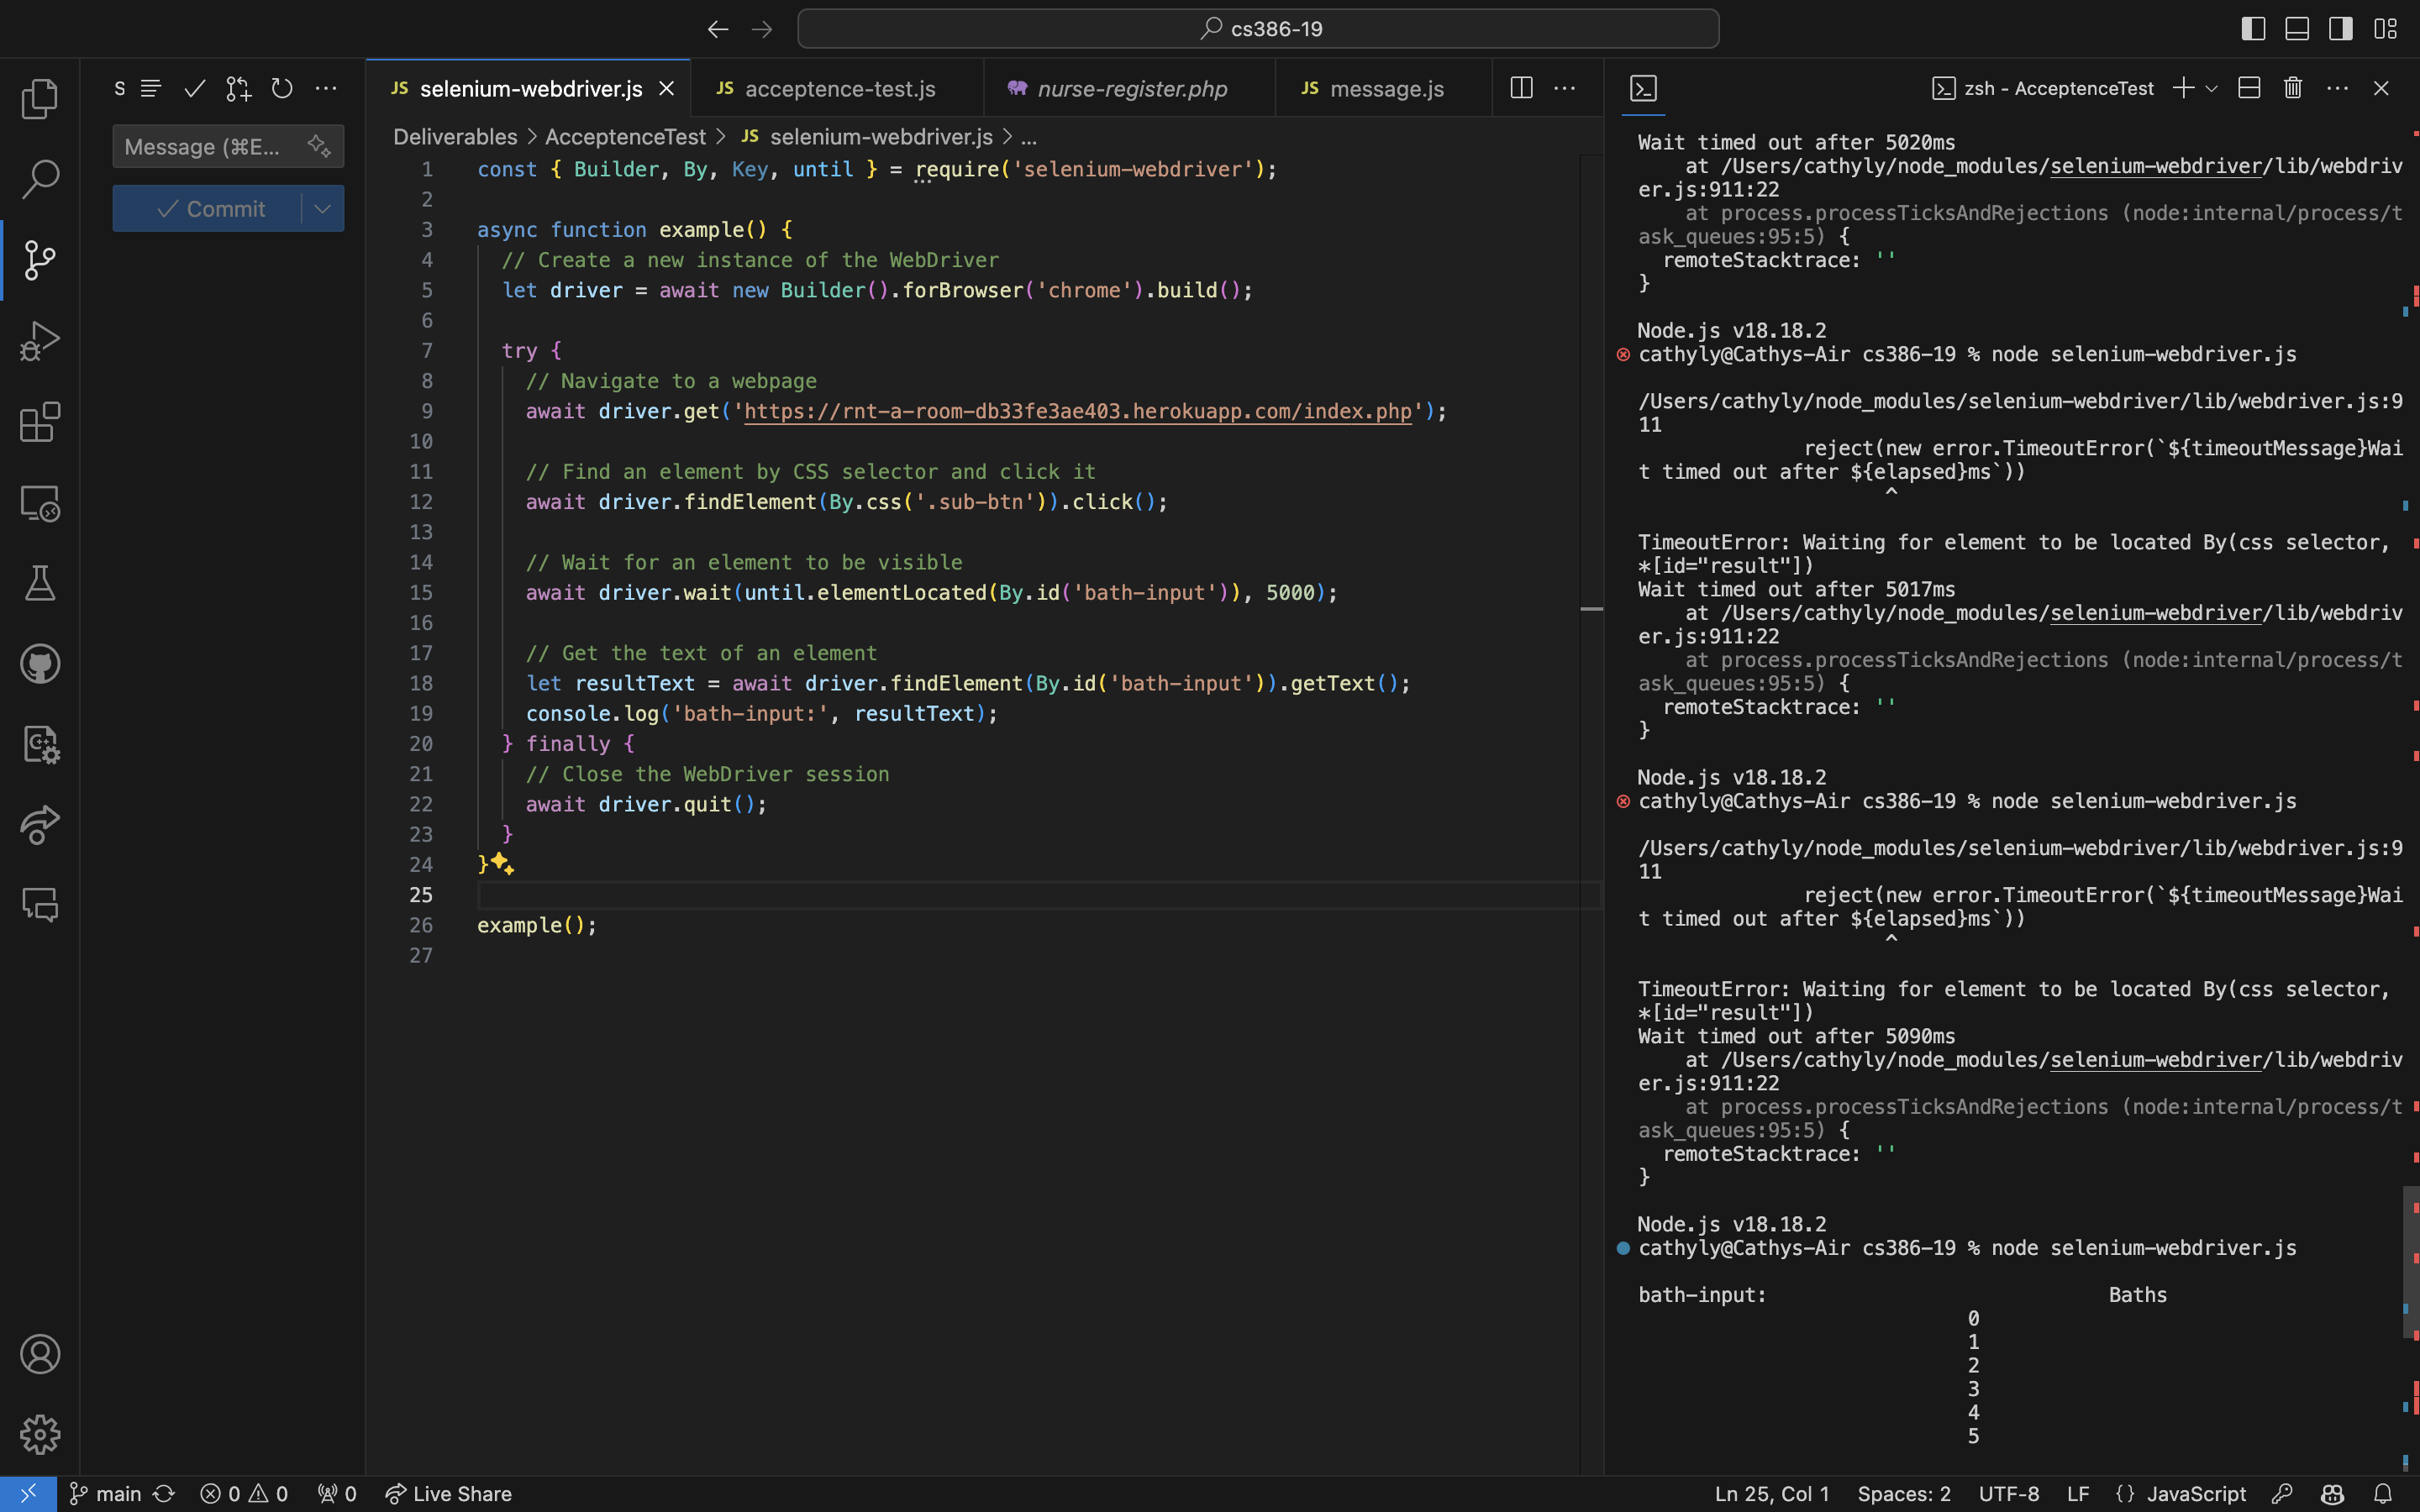 cs386-19
S
Message (⌘E...
Commit
JS selenium-webdriver.js
JS acceptence-test.js
nurse-register.php
JS message.js
Deliverables > AcceptenceTest > JS selenium-webdriver.js > ...
1 const { Builder, By, Key, until } = require('selenium-webdriver');
2
3 async function example() {
4 // Create a new instance of the WebDriver
5 let driver = await new Builder().forBrowser('chrome').build();
6
7 try {
8 // Navigate to a webpage
9 await driver.get('https://rnt-a-room-db33fe3ae403.herokuapp.com/index.php');
10
11 // Find an element by CSS selector and click it
12 await driver.findElement(By.css('.sub-btn')).click();
13
14 // Wait for an element to be visible
15 await driver.wait(until.elementLocated(By.id('bath-input')), 5000);
16
17 // Get the text of an element
18 let resultText = await driver.findElement(By.id('bath-input')).getText();
19 console.log('bath-input:', resultText);
20 } finally {
21 // Close the WebDriver session
22 await driver.quit();
23 }
24 }
25
26 example();
27
zsh - AcceptenceTest
Wait timed out after 5020ms
at /Users/cathyly/node_modules/selenium-webdriver/lib/webdriv
er.js:911:22
at process.processTicksAndRejections (node:internal/process/t
ask_queues:95:5) {
remoteStacktrace: ''
}
Node.js v18.18.2
cathyly@Cathys-Air cs386-19 % node selenium-webdriver.js
/Users/cathyly/node_modules/selenium-webdriver/lib/webdriver.js:9
11
reject(new error.TimeoutError(`${timeoutMessage}Wai
t timed out after ${elapsed}ms`))
^
TimeoutError: Waiting for element to be located By(css selector,
*[id="result"])
Wait timed out after 5017ms
at /Users/cathyly/node_modules/selenium-webdriver/lib/webdriv
er.js:911:22
at process.processTicksAndRejections (node:internal/process/t
ask_queues:95:5) {
remoteStacktrace: ''
}
Node.js v18.18.2
cathyly@Cathys-Air cs386-19 % node selenium-webdriver.js
/Users/cathyly/node_modules/selenium-webdriver/lib/webdriver.js:9
11
reject(new error.TimeoutError(`${timeoutMessage}Wai
t timed out after ${elapsed}ms`))
^
TimeoutError: Waiting for element to be located By(css selector,
*[id="result"])
Wait timed out after 5090ms
at /Users/cathyly/node_modules/selenium-webdriver/lib/webdriv
er.js:911:22
at process.processTicksAndRejections (node:internal/process/t
ask_queues:95:5) {
remoteStacktrace: ''
}
Node.js v18.18.2
cathyly@Cathys-Air cs386-19 % node selenium-webdriver.js
bath-input: Baths
0
1
2
3
4
5
main 0 0 0 Live Share
Ln 25, Col 1 Spaces: 2 UTF-8 LF {} JavaScript